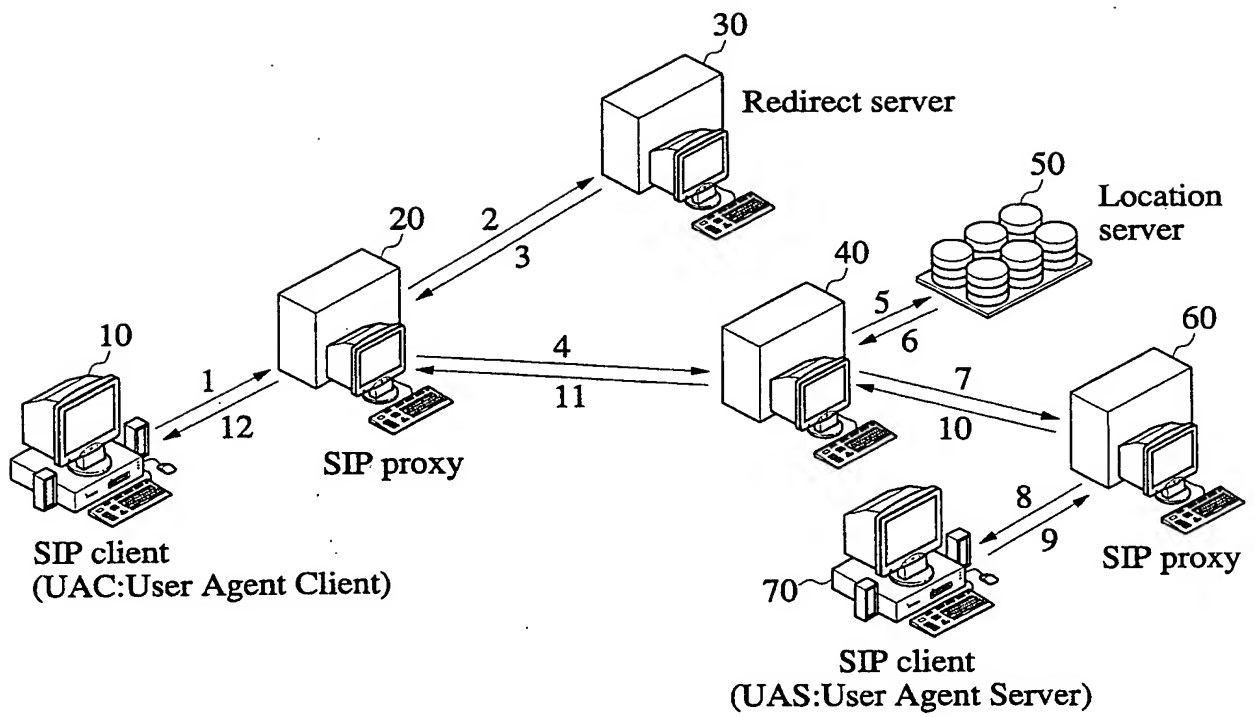 30
Redirect server
50
Location
server
20
2
3
40
5
6
60
10
1
12
4
11
7
10
SIP proxy
8
9
SIP proxy
SIP client
(UAC:User Agent Client)
70
SIP client
(UAS:User Agent Server)